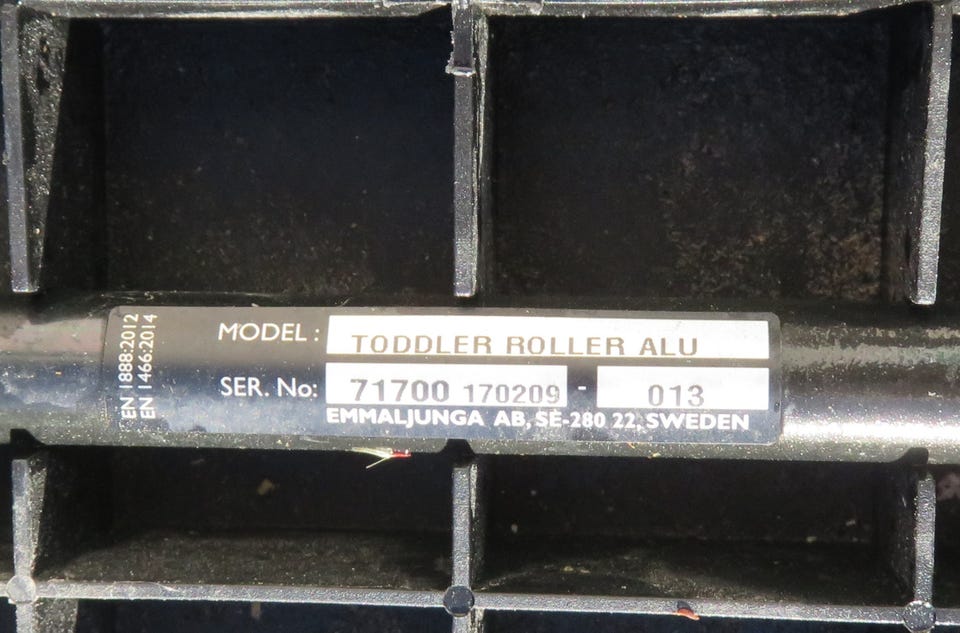 EN 1888:2012
EN 1466:2014
MODEL : TODDLER ROLLER ALU
SER. No: 71700 170209 - 013
EMMALJUNGA AB, SE-280 22, SWEDEN